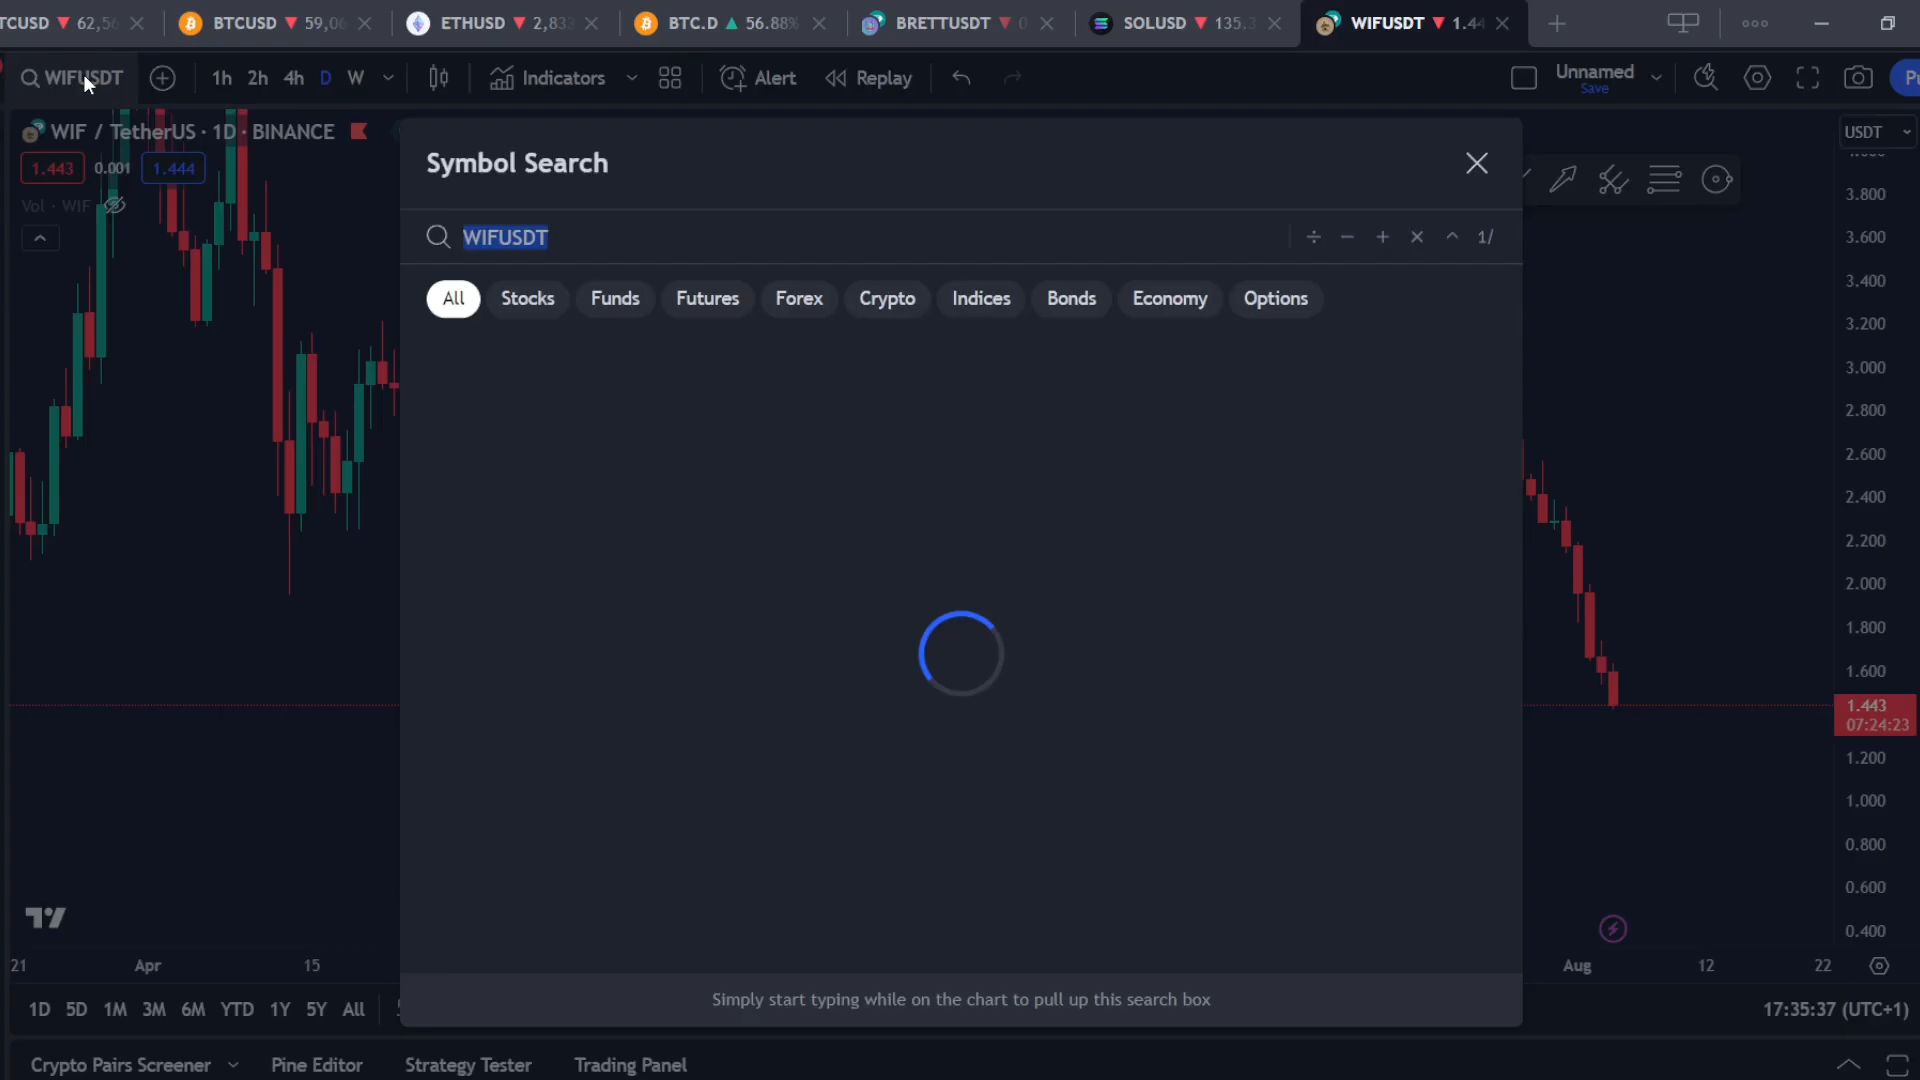 TCUSD 62,56 BTCUSD 59,06 ETHUSD 2,833 BTC.D 56.88% BRETTUSDT 0 SOLUSD 135.3 WIFUSDT 1.44
WIFUSDT 1h 2h 4h D W Indicators Alert Replay Unnamed
Save
WIF / TetherUS · 1D · BINANCE
USDT
1.443 0.001 1.444
Vol · WIF
Symbol Search
WIFUSDT
1/
All Stocks Funds Futures Forex Crypto Indices Bonds Economy Options
3.800
3.600
3.400
3.200
3.000
2.800
2.600
2.400
2.200
2.000
1.800
1.600
1.443
07:24:23
1.200
1.000
0.800
0.600
0.400
21 Apr 15 Aug 12 22
Simply start typing while on the chart to pull up this search box
1D 5D 1M 3M 6M YTD 1Y 5Y All 17:35:37 (UTC+1)
Crypto Pairs Screener Pine Editor Strategy Tester Trading Panel